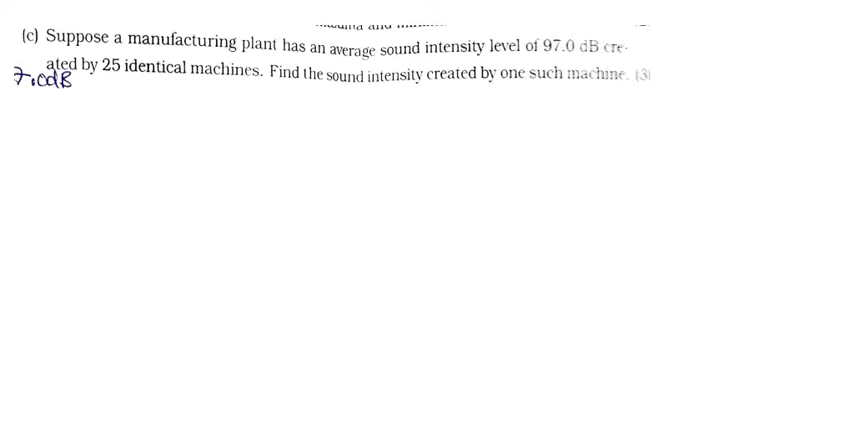 (c) Suppose a manufacturing plant has an average sound intensity level of 97.0 dB cre-
ated by 25 identical machines. Find the sound intensity created by one such machine. (3)
7.0dB